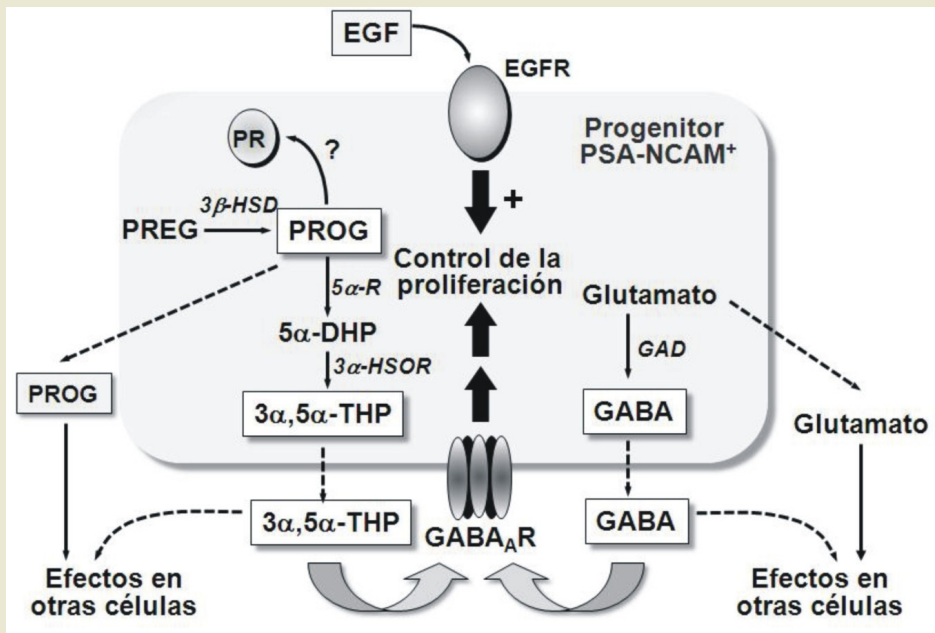 EGF
EGFR
Progenitor
PSA-NCAM⁺
PR
?
3β-HSD
PREG
PROG
+
Control de la
proliferación
5α-R
5α-DHP
3α-HSOR
3α,5α-THP
Glutamato
GAD
GABA
PROG
Glutamato
3α,5α-THP
GABA_AR
GABA
Efectos en
otras células
Efectos en
otras células